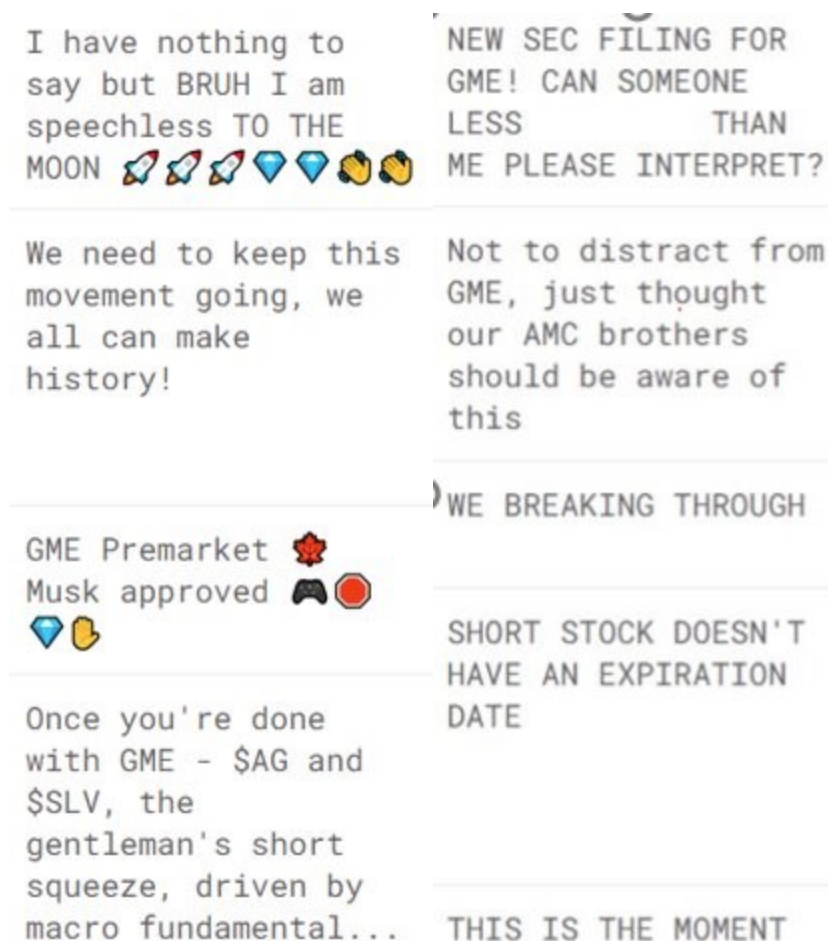 I have nothing to
say but BRUH I am
speechless TO THE
MOON 🚀🚀🚀💎💎👏👏
We need to keep this
movement going, we
all can make
history!
GME Premarket 🍁
Musk approved 🎮🛑
💎✋
Once you're done
with GME - $AG and
$SLV, the
gentleman's short
squeeze, driven by
macro fundamental...
NEW SEC FILING FOR
GME! CAN SOMEONE
LESS THAN
ME PLEASE INTERPRET?
Not to distract from
GME, just thought
our AMC brothers
should be aware of
this
WE BREAKING THROUGH
SHORT STOCK DOESN'T
HAVE AN EXPIRATION
DATE
THIS IS THE MOMENT